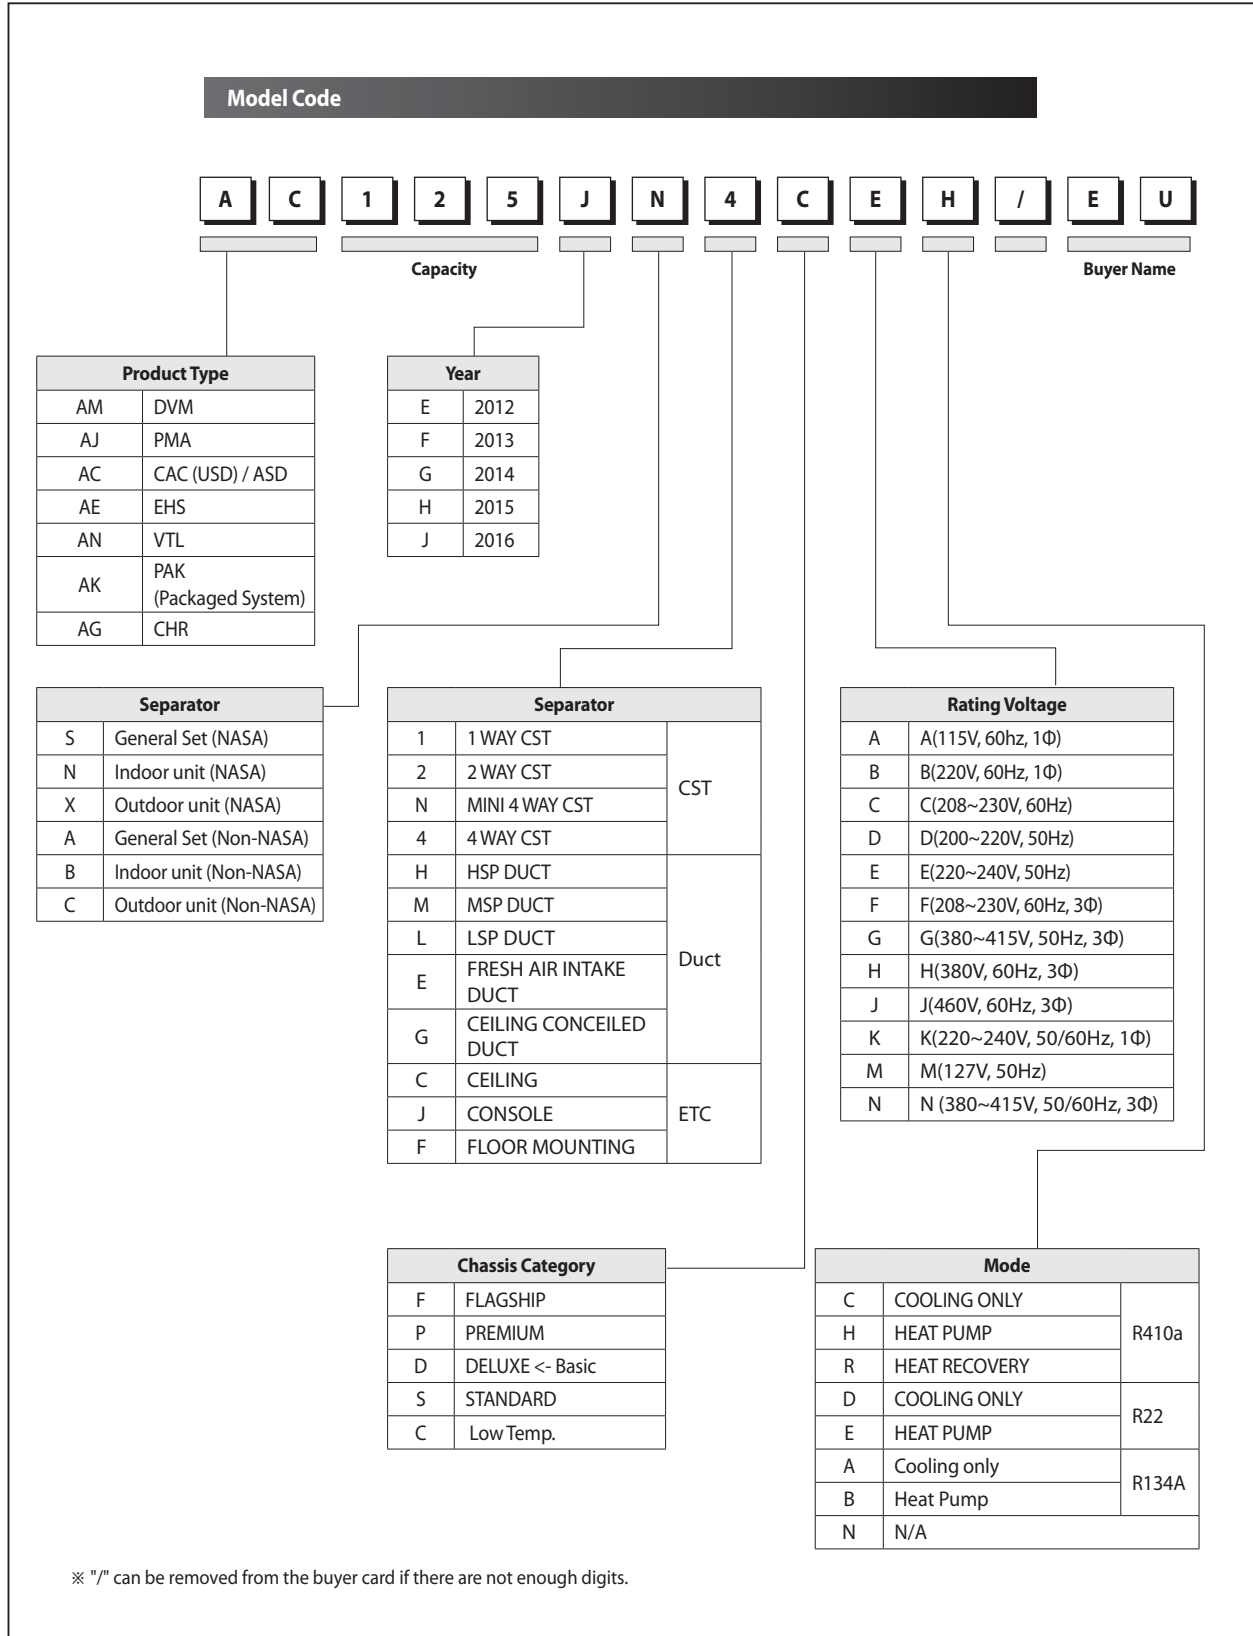 Model Code
A C 1 2 5 J N 4 C E H / E U
Capacity
Buyer Name
Product Type
AM DVM
AJ PMA
AC CAC (USD) / ASD
AE EHS
AN VTL
AK PAK
(Packaged System)
AG CHR
Year
E 2012
F 2013
G 2014
H 2015
J 2016
Separator
S General Set (NASA)
N Indoor unit (NASA)
X Outdoor unit (NASA)
A General Set (Non-NASA)
B Indoor unit (Non-NASA)
C Outdoor unit (Non-NASA)
Separator
1 1 WAY CST
2 2 WAY CST
N MINI 4 WAY CST
4 4 WAY CST
CST
H HSP DUCT
M MSP DUCT
L LSP DUCT
E FRESH AIR INTAKE
DUCT
G CEILING CONCEILED
DUCT
Duct
C CEILING
J CONSOLE
F FLOOR MOUNTING
ETC
Rating Voltage
A A(115V, 60hz, 1Φ)
B B(220V, 60Hz, 1Φ)
C C(208~230V, 60Hz)
D D(200~220V, 50Hz)
E E(220~240V, 50Hz)
F F(208~230V, 60Hz, 3Φ)
G G(380~415V, 50Hz, 3Φ)
H H(380V, 60Hz, 3Φ)
J J(460V, 60Hz, 3Φ)
K K(220~240V, 50/60Hz, 1Φ)
M M(127V, 50Hz)
N N (380~415V, 50/60Hz, 3Φ)
Chassis Category
F FLAGSHIP
P PREMIUM
D DELUXE <- Basic
S STANDARD
C Low Temp.
Mode
C COOLING ONLY
H HEAT PUMP
R HEAT RECOVERY
R410a
D COOLING ONLY
E HEAT PUMP
R22
A Cooling only
B Heat Pump
R134A
N N/A
※ "/" can be removed from the buyer card if there are not enough digits.